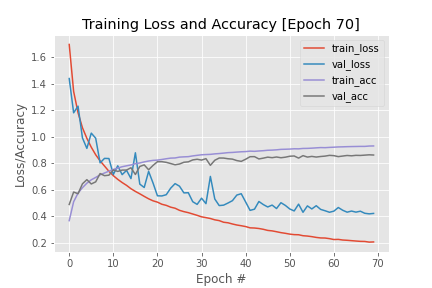 Training Loss and Accuracy [Epoch 70]
train_loss
val_loss
train_acc
val_acc
1.6
1.4
1.2
1.0
0.8
0.6
0.4
0.2
Loss/Accuracy
0 10 20 30 40 50 60 70
Epoch #